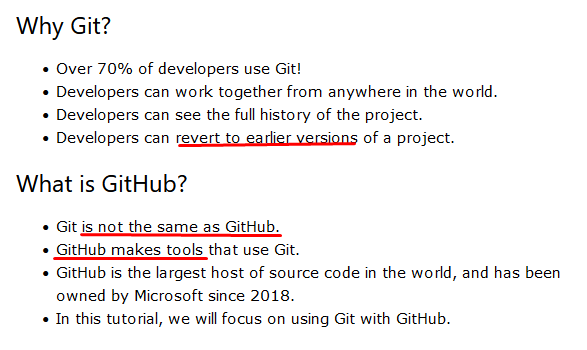 Why Git?
• Over 70% of developers use Git!
• Developers can work together from anywhere in the world.
• Developers can see the full history of the project.
• Developers can revert to earlier versions of a project.
What is GitHub?
• Git is not the same as GitHub.
• GitHub makes tools that use Git.
• GitHub is the largest host of source code in the world, and has been
owned by Microsoft since 2018.
• In this tutorial, we will focus on using Git with GitHub.